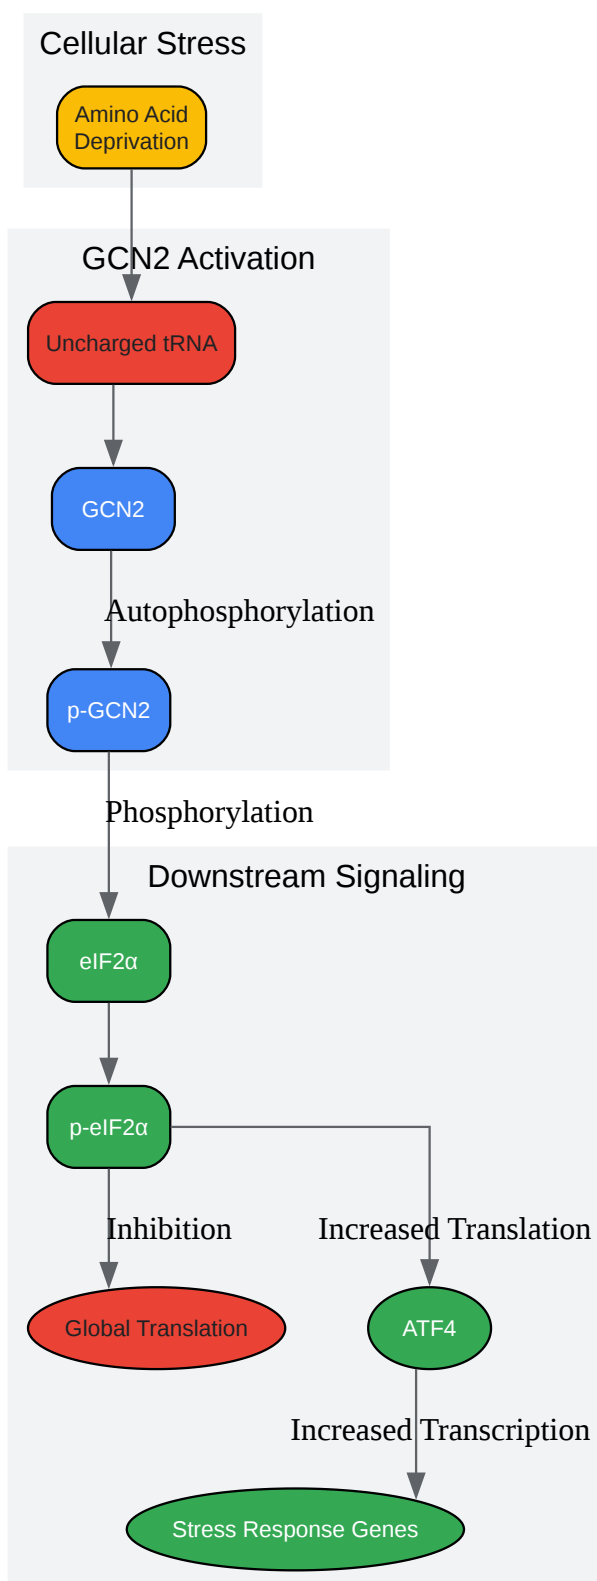 Cellular Stress
Amino Acid
Deprivation
GCN2 Activation
Uncharged tRNA
GCN2
Autophosphorylation
p-GCN2
Phosphorylation
Downstream Signaling
eIF2α
p-eIF2α
Inhibition
Increased Translation
Global Translation
ATF4
Increased Transcription
Stress Response Genes